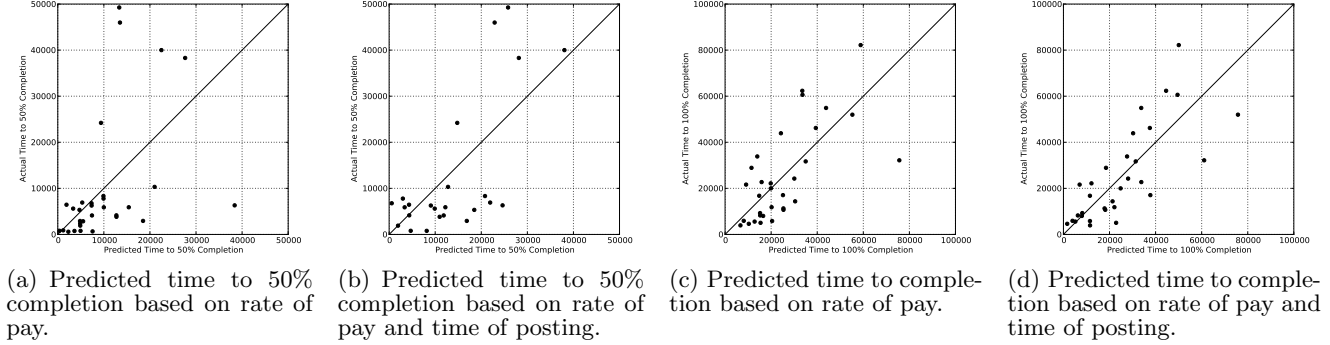 50000
40000
30000
20000
10000
0
0 10000 20000 30000 40000 50000
Actual Time to 50% Completion
Predicted Time to 50% Completion
(a) Predicted time to 50%
completion based on rate of
pay.
50000
40000
30000
20000
10000
0
0 10000 20000 30000 40000 50000
Actual Time to 50% Completion
Predicted Time to 50% Completion
(b) Predicted time to 50%
completion based on rate of
pay and time of posting.
100000
80000
60000
40000
20000
0
0 20000 40000 60000 80000 100000
Actual Time to 100% Completion
Predicted Time to 100% Completion
(c) Predicted time to comple-
tion based on rate of pay.
100000
80000
60000
40000
20000
0
0 20000 40000 60000 80000 100000
Actual Time to 100% Completion
Predicted Time to 100% Completion
(d) Predicted time to comple-
tion based on rate of pay and
time of posting.